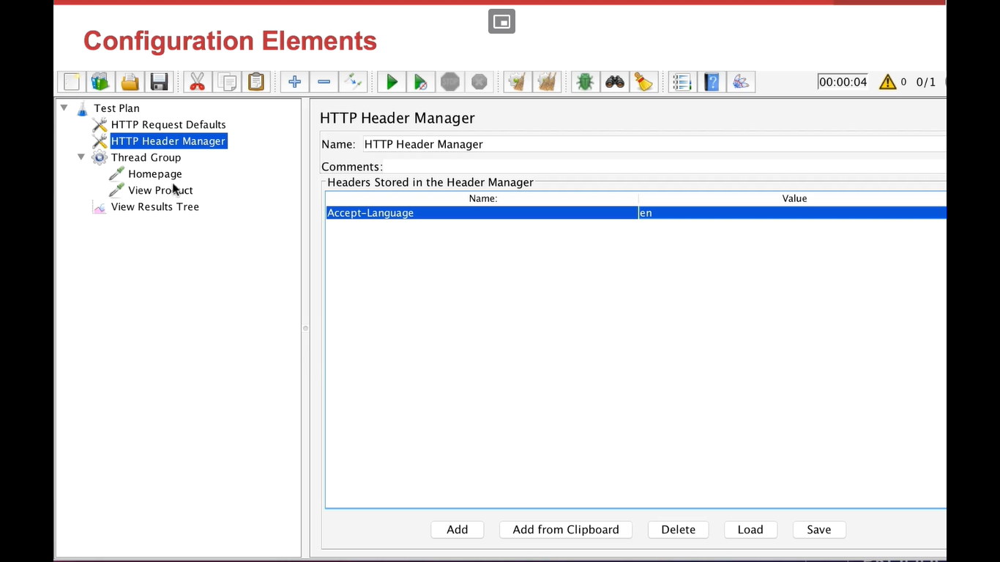 Configuration Elements
STOP
00:00:04 0 0/1
Test Plan
HTTP Request Defaults
HTTP Header Manager
Thread Group
Homepage
View Product
View Results Tree
HTTP Header Manager
Name: HTTP Header Manager
Comments:
Headers Stored in the Header Manager
Name: Value
Accept-Language en
Add Add from Clipboard Delete Load Save